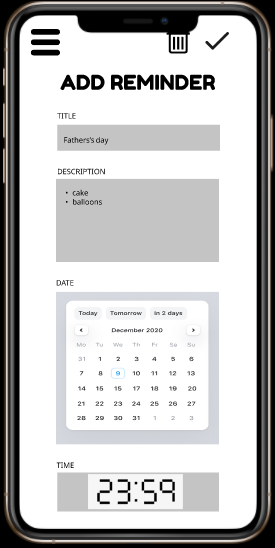 ADD REMINDER
TITLE
Fathers's day
DESCRIPTION
• cake
• balloons
DATE
Today Tomorrow In 2 days
December 2020
Mo Tu We Th Fr Sa Su
31 1 2 3 4 5 6
7 8 9 10 11 12 13
14 15 15 17 18 19 20
21 22 23 24 25 26 27
28 29 30 31 1 2 3
TIME
23:59